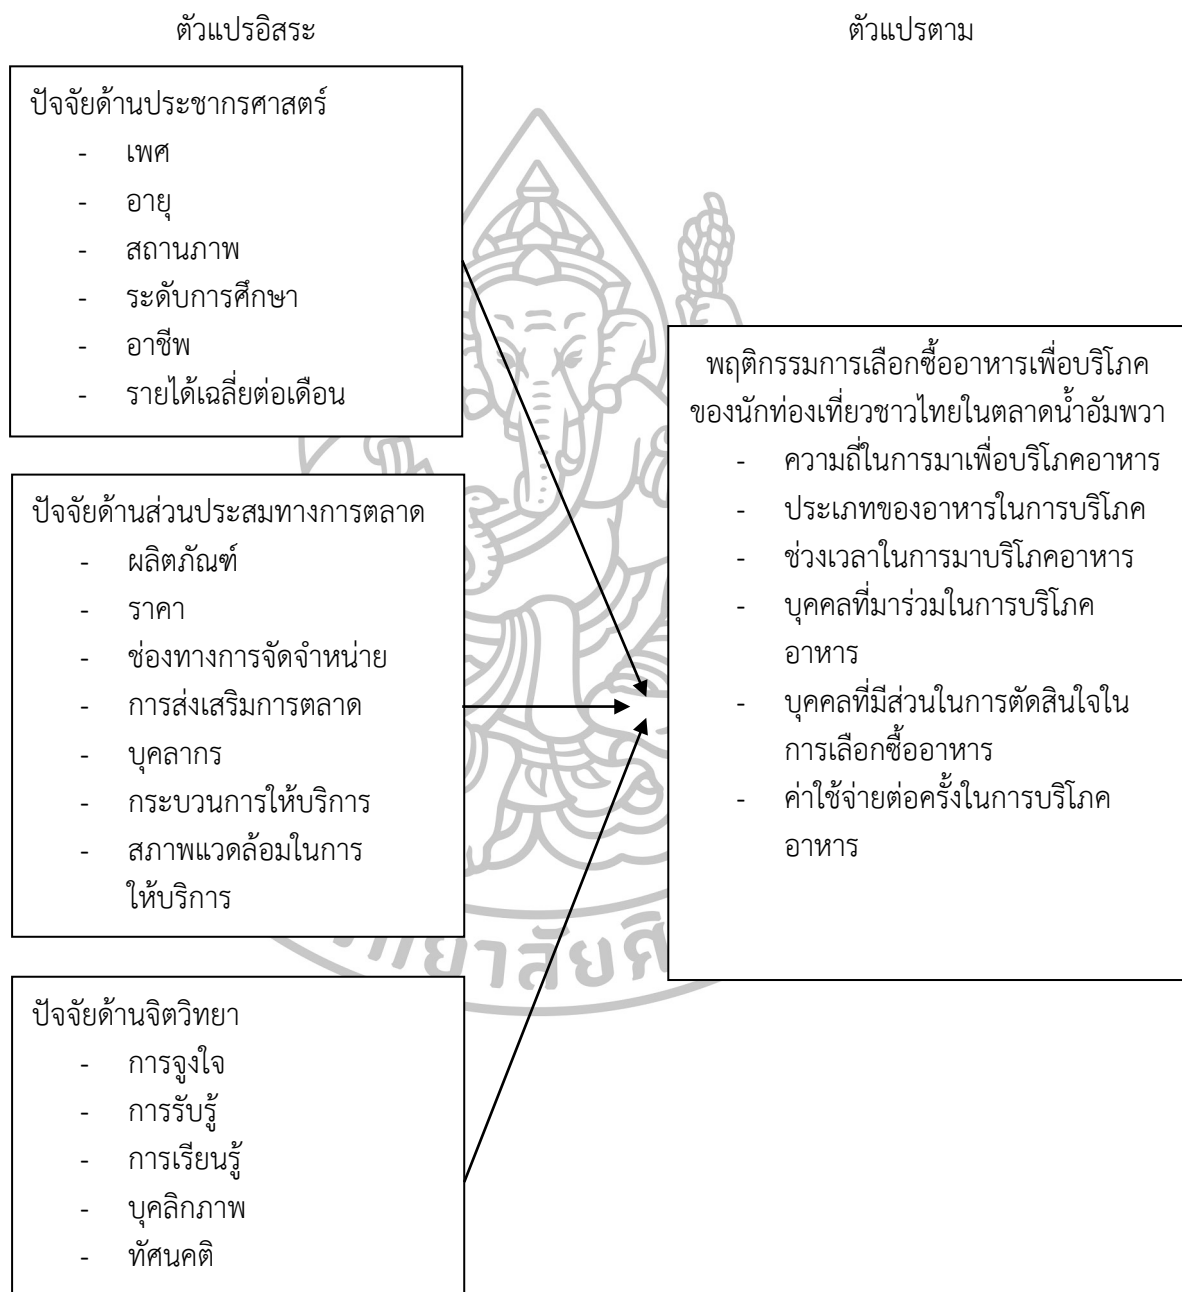 ตัวแปรอิสระ
ตัวแปรตาม
ปัจจัยด้านประชากรศาสตร์
- เพศ
- อายุ
- สถานภาพ
- ระดับการศึกษา
- อาชีพ
- รายได้เฉลี่ยต่อเดือน
ปัจจัยด้านส่วนประสมทางการตลาด
- ผลิตภัณฑ์
- ราคา
- ช่องทางการจัดจำหน่าย
- การส่งเสริมการตลาด
- บุคลากร
- กระบวนการให้บริการ
- สภาพแวดล้อมในการ
ให้บริการ
ปัจจัยด้านจิตวิทยา
- การจูงใจ
- การรับรู้
- การเรียนรู้
- บุคลิกภาพ
- ทัศนคติ
พฤติกรรมการเลือกซื้ออาหารเพื่อบริโภค
ของนักท่องเที่ยวชาวไทยในตลาดน้ำอัมพวา
- ความถี่ในการมาเพื่อบริโภคอาหาร
- ประเภทของอาหารในการบริโภค
- ช่วงเวลาในการมาบริโภคอาหาร
- บุคคลที่มาร่วมในการบริโภค
อาหาร
- บุคคลที่มีส่วนในการตัดสินใจใน
การเลือกซื้ออาหาร
- ค่าใช้จ่ายต่อครั้งในการบริโภค
อาหาร